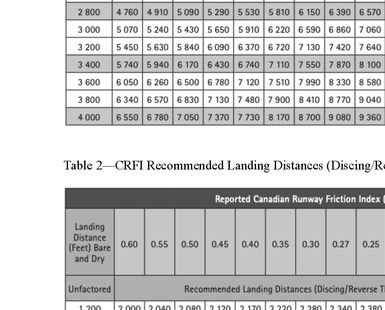 2 800 4 760 4 910 5 090 5 290 5 530 5 810 6 150 6 390 6 570
3 000 5 070 5 240 5 430 5 650 5 910 6 220 6 590 6 860 7 060
3 200 5 450 5 630 5 840 6 090 6 370 6 720 7 130 7 420 7 640
3 400 5 740 5 940 6 170 6 430 6 740 7 110 7 550 7 870 8 100
3 600 6 050 6 260 6 500 6 780 7 120 7 510 7 990 8 330 8 580
3 800 6 340 6 570 6 830 7 130 7 480 7 900 8 410 8 770 9 040
4 000 6 550 6 780 7 050 7 370 7 730 8 170 8 700 9 080 9 360
Table 2—CRFI Recommended Landing Distances (Discing/Re
Reported Canadian Runway Friction Index (
Landing
Distance
(Feet) Bare
and Dry
0.60 0.55 0.50 0.45 0.40 0.35 0.30 0.27 0.25
Unfactored Recommended Landing Distances (Discing/Reverse T
1 200 2 000 2 040 2 080 2 120 2 170 2 220 2 280 2 340 2 380